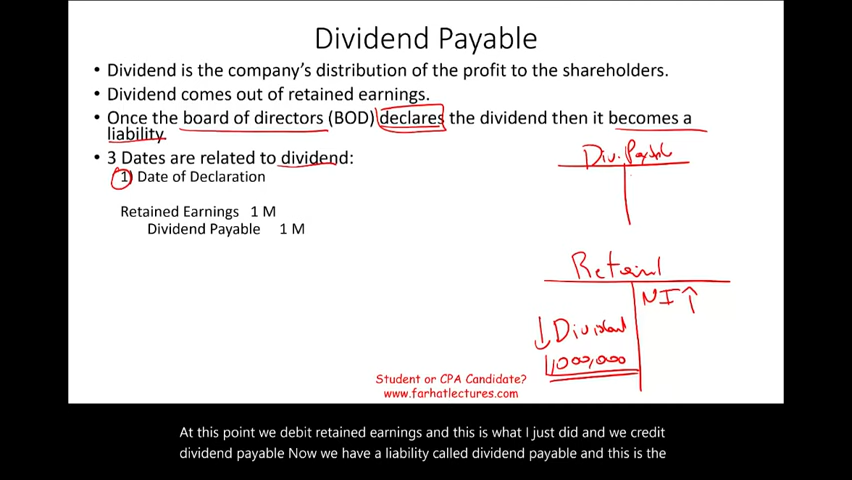 Dividend Payable
• Dividend is the company's distribution of the profit to the shareholders.
• Dividend comes out of retained earnings.
• Once the board of directors (BOD) declares the dividend then it becomes a
liability.
• 3 Dates are related to dividend:
1) Date of Declaration
Retained Earnings 1 M
Dividend Payable 1 M
Div. Payable
Retained
NI↑
↓Dividend
1,000,000
Student or CPA Candidate?
www.farhatlectures.com
At this point we debit retained earnings and this is what I just did and we credit
dividend payable Now we have a liability called dividend payable and this is the